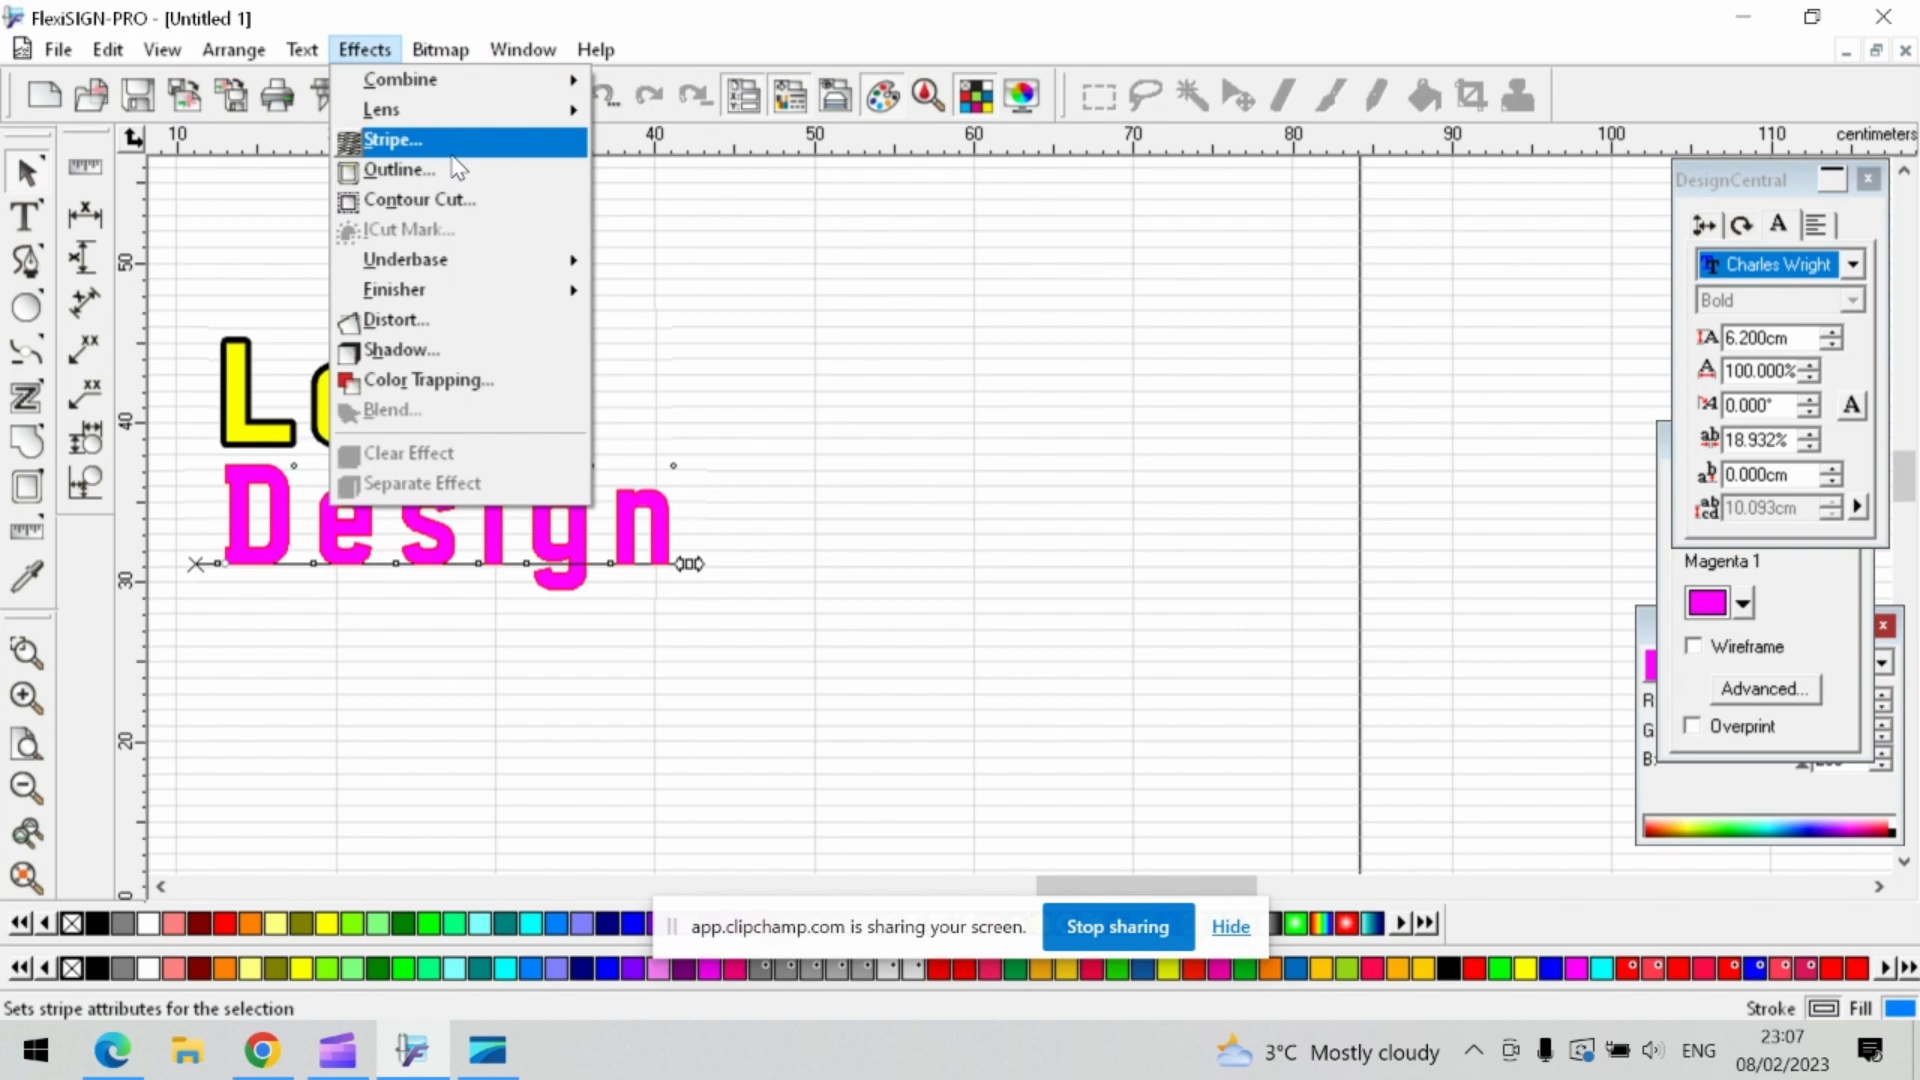 FlexiSIGN-PRO - [Untitled 1]
File Edit View Arrange Text Effects Bitmap Window Help
Combine
Lens
Stripe...
Outline...
Contour Cut...
ICut Mark...
Underbase
Finisher
Distort...
Shadow...
Color Trapping...
Blend...
Clear Effect
Separate Effect
10 40 50 60 70 80 90 100 110 centimeters
50
40
30
20
Design
DesignCentral
Charles Wright
Bold
6.200cm
100.000%
0.000°
18.932%
0.000cm
10.093cm
Magenta 1
Wireframe
Advanced...
Overprint
R
G
B:
app.clipchamp.com is sharing your screen. Stop sharing Hide
Sets stripe attributes for the selection
Stroke Fill
3°C Mostly cloudy
ENG
23:07
08/02/2023